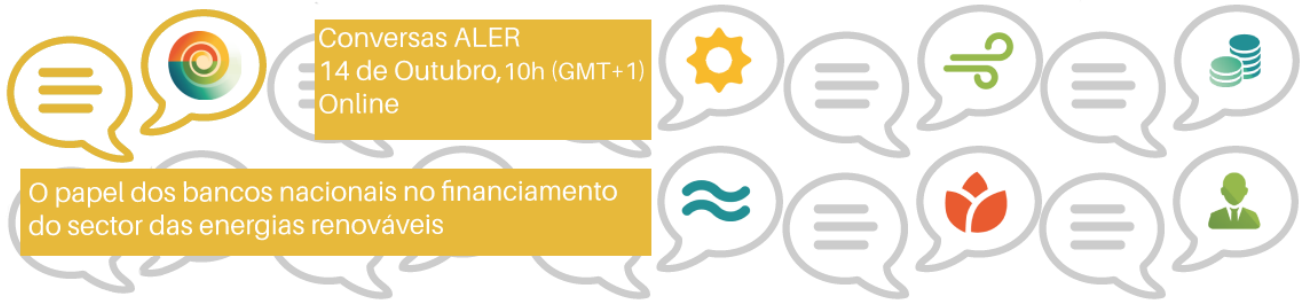 Conversas ALER
14 de Outubro, 10h (GMT+1)
Online
O papel dos bancos nacionais no financiamento
do sector das energias renováveis